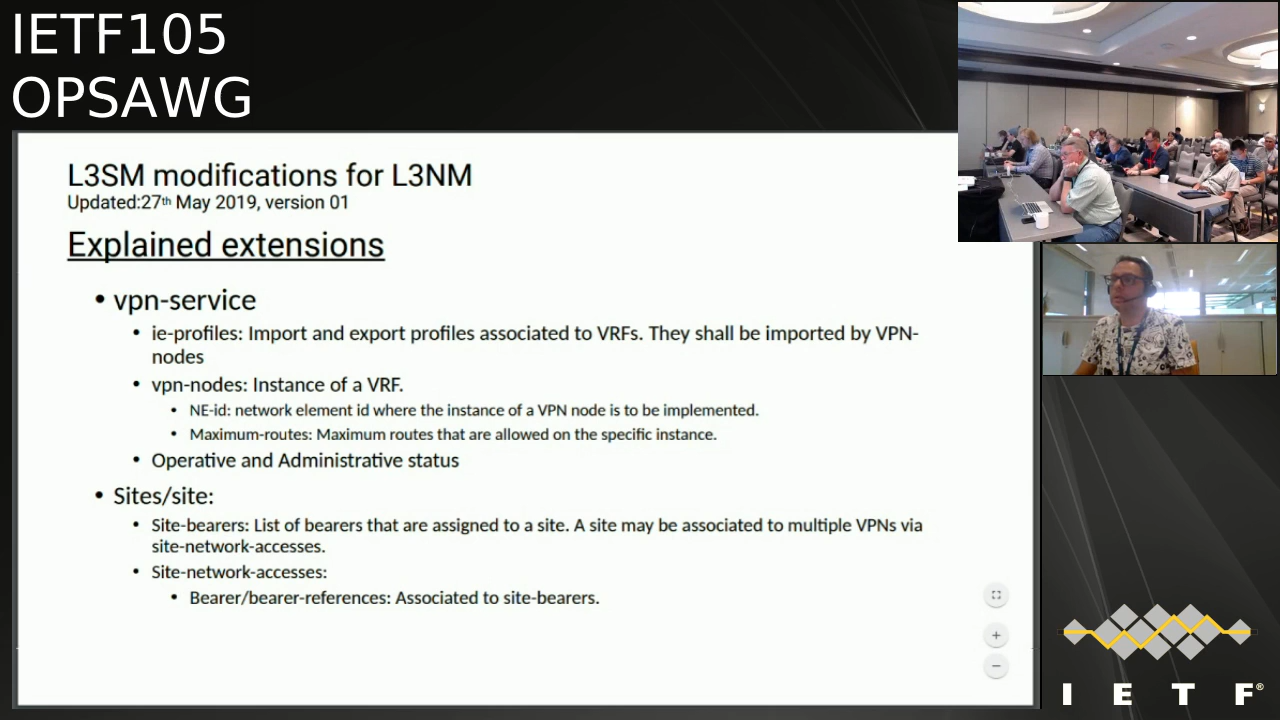 IETF105
OPSAWG
L3SM modifications for L3NM
Updated:27th May 2019, version 01
Explained extensions
• vpn-service
• ie-profiles: Import and export profiles associated to VRFs. They shall be imported by VPN-
nodes
• vpn-nodes: Instance of a VRF.
• NE-id: network element id where the instance of a VPN node is to be implemented.
• Maximum-routes: Maximum routes that are allowed on the specific instance.
• Operative and Administrative status
• Sites/site:
• Site-bearers: List of bearers that are assigned to a site. A site may be associated to multiple VPNs via
site-network-accesses.
• Site-network-accesses:
• Bearer/bearer-references: Associated to site-bearers.
I E T F®